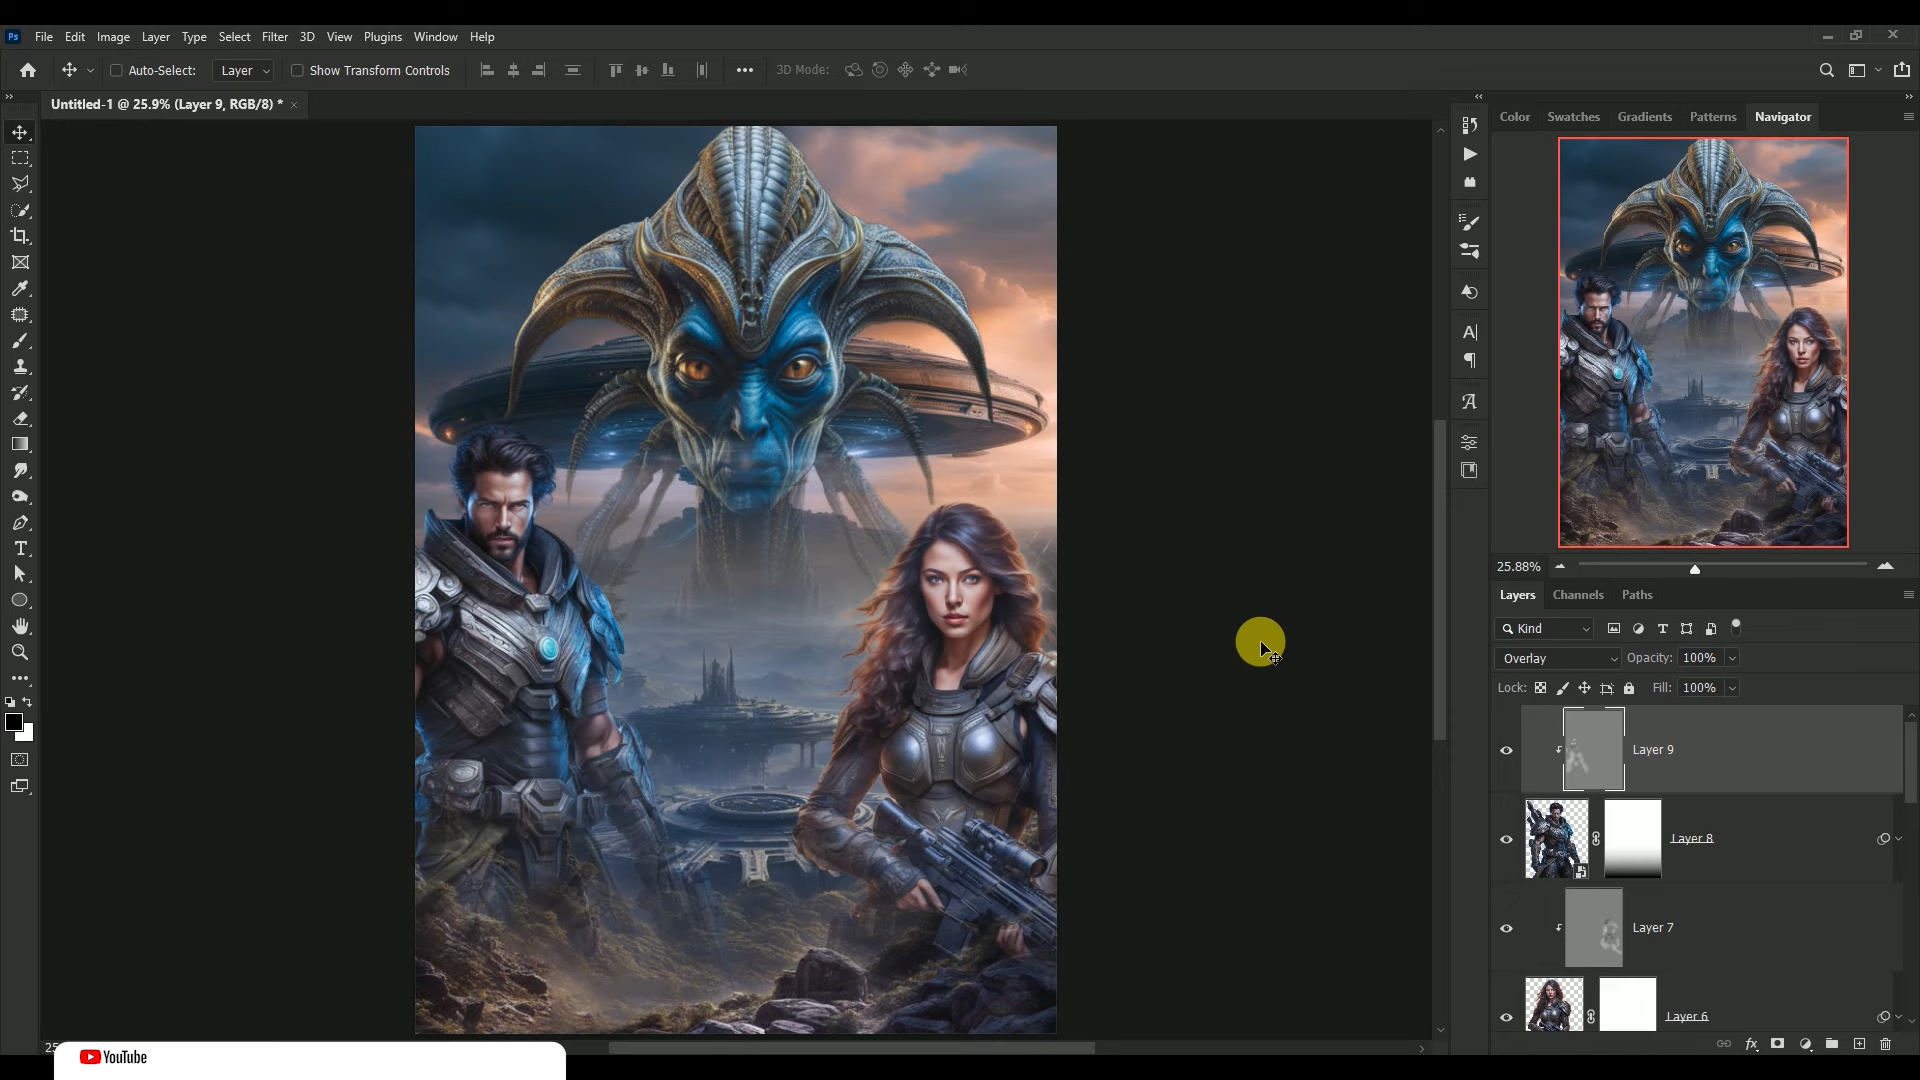 Ps File Edit Image Layer Type Select Filter 3D View Plugins Window Help
Auto-Select: Layer Show Transform Controls 3D Mode:
Untitled-1 @ 25.9% (Layer 9, RGB/8) *
Color Swatches Gradients Patterns Navigator
25.88%
Layers Channels Paths
Kind
Overlay Opacity: 100%
Lock: Fill: 100%
Layer 9
Layer 8
Layer 7
Layer 6
YouTube